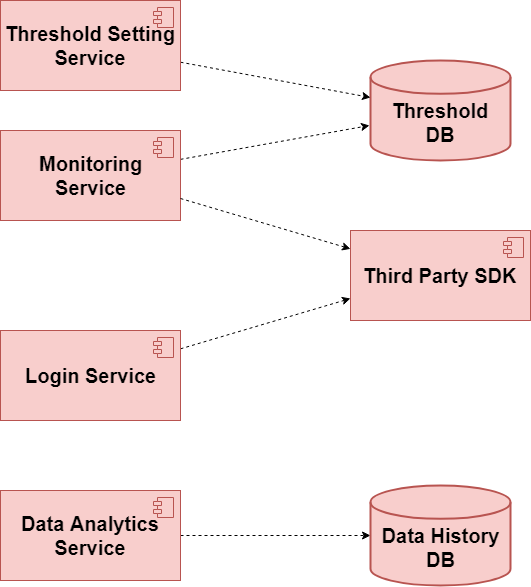 Threshold Setting
Service
Threshold
DB
Monitoring
Service
Third Party SDK
Login Service
Data Analytics
Service
Data History
DB